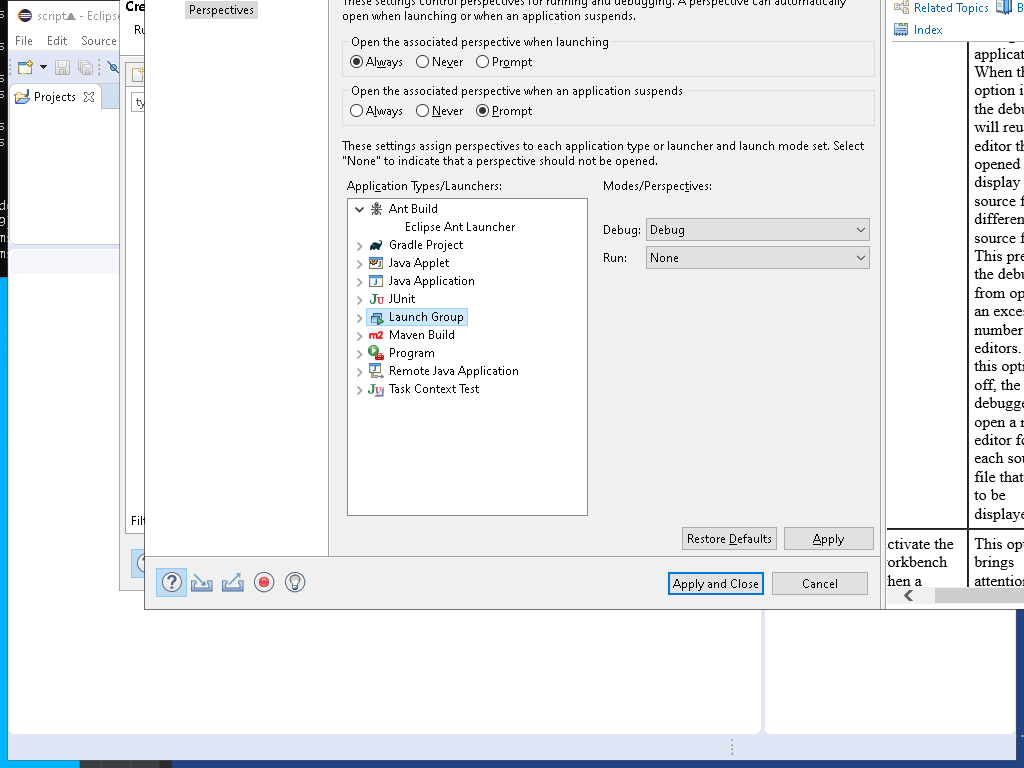 script - Eclipse
File Edit Source
Projects
Cre
Ru
ty
Filt
Perspectives
These settings control perspectives for running and debugging. A perspective can automatically
open when launching or when an application suspends.
Open the associated perspective when launching
Always Never Prompt
Open the associated perspective when an application suspends
Always Never Prompt
These settings assign perspectives to each application type or launcher and launch mode set. Select
"None" to indicate that a perspective should not be opened.
Application Types/Launchers:
Ant Build
Eclipse Ant Launcher
Gradle Project
Java Applet
Java Application
JUnit
Launch Group
Maven Build
Program
Remote Java Application
Task Context Test
Modes/Perspectives:
Debug: Debug
Run: None
Restore Defaults Apply
Apply and Close Cancel
Related Topics B
Index
applicat
When th
option i
the debu
will reu
editor th
opened
display
source f
differen
source f
This pre
the debu
from op
an exce
number
editors.
this opti
off, the
debugge
open a n
editor fo
each sou
file that
to be
displaye
ctivate the
orkbench
hen a
This opt
brings
attention